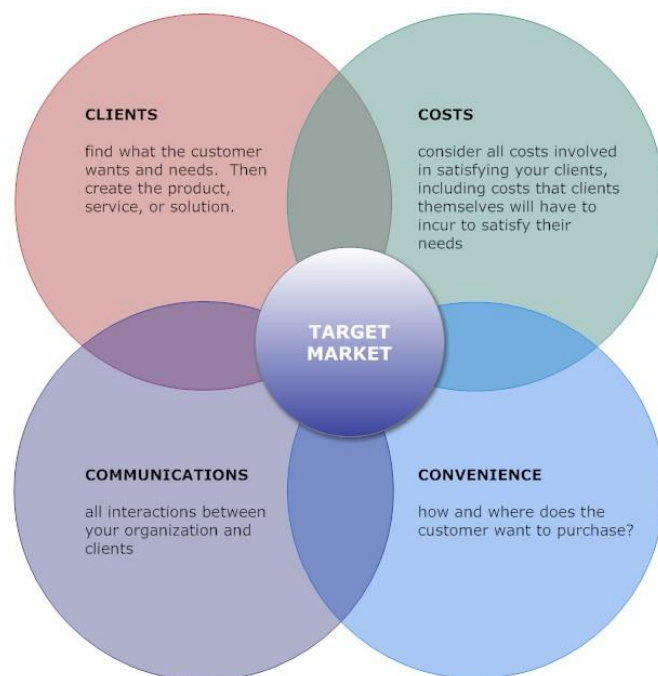 CLIENTS
find what the customer
wants and needs.  Then
create the product,
service, or solution.
COSTS
consider all costs involved
in satisfying your clients,
including costs that clients
themselves will have to
incur to satisfy their
needs
TARGET
MARKET
COMMUNICATIONS
all interactions between
your organization and
clients
CONVENIENCE
how and where does the
customer want to purchase?